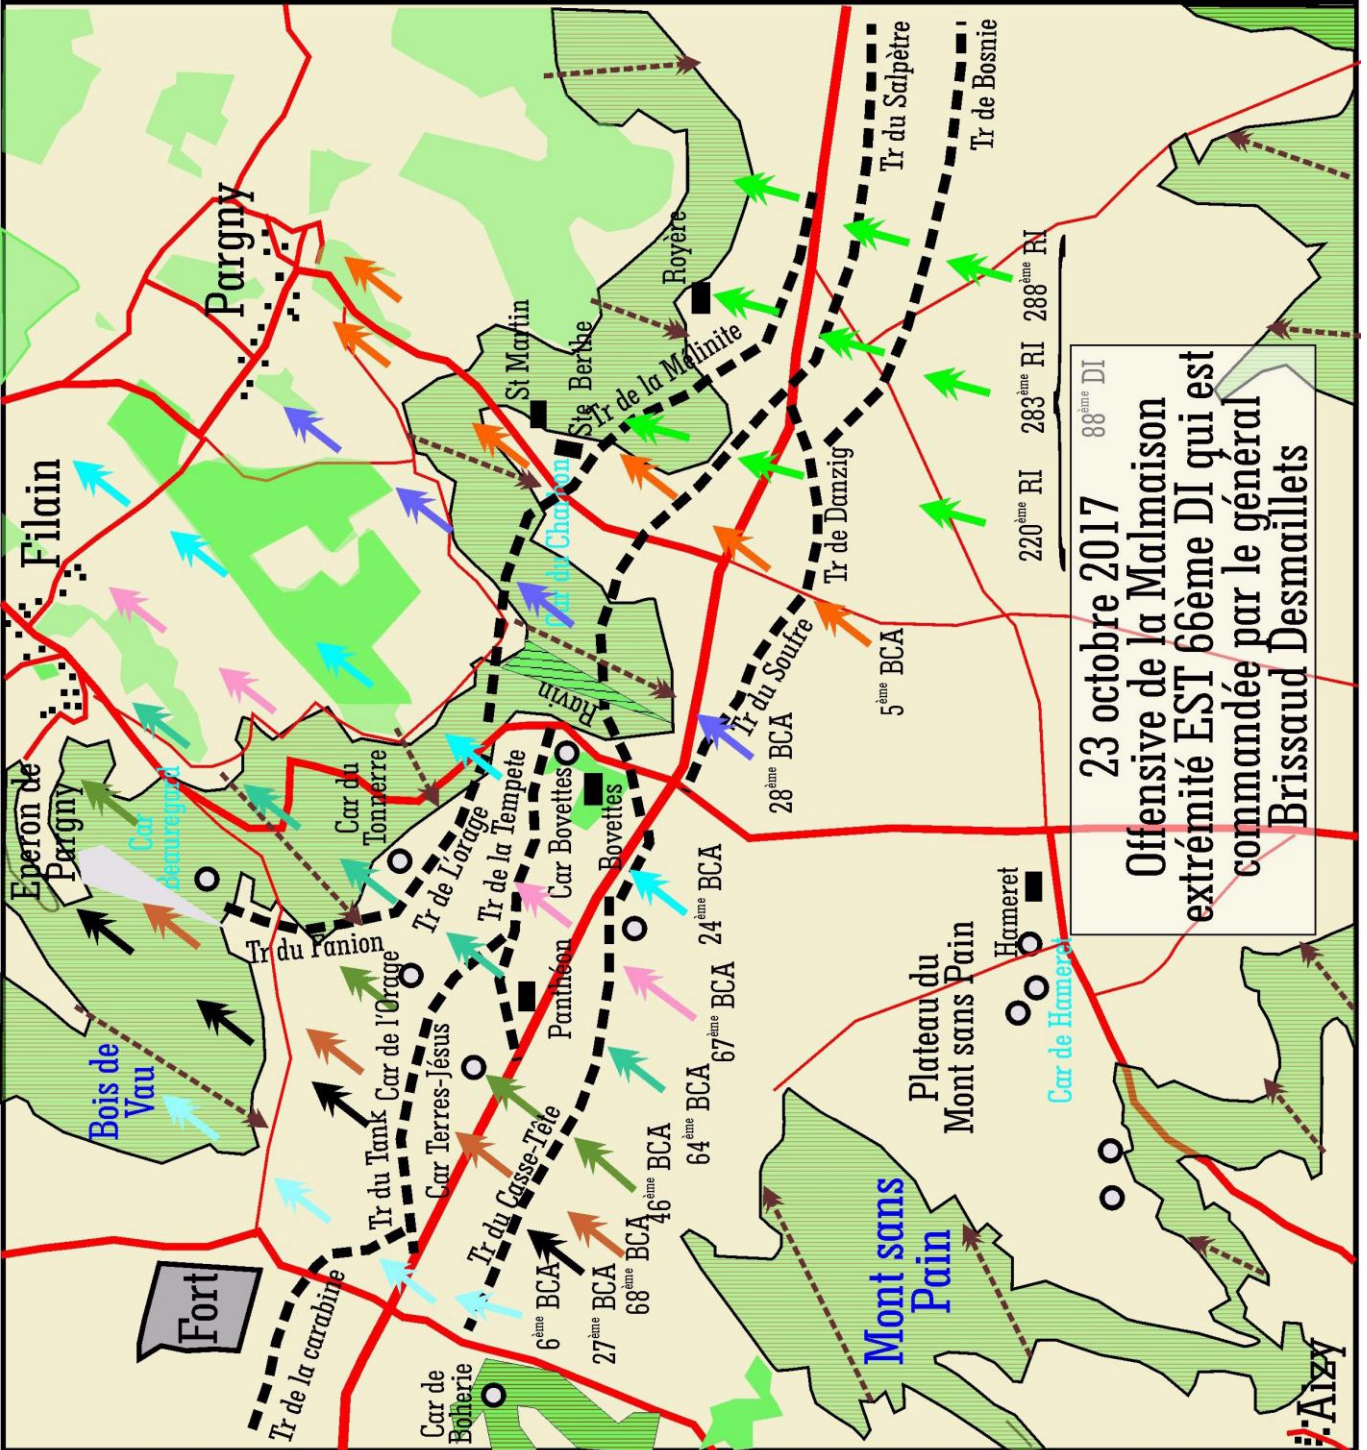 23 octobre 2017
Offensive de la Malmaison
extrémité EST 66ème DI qui est
commandée par le général
Brissaud Desmaillets
Fort
Tr de la carabine
Bois de
Vau
Eperon de
Pargny
Filain
Pargny
Car
Beauregard
Tr du Panion
Car du
Tonnerre
Tr de L'orage
Tr de la Tempete
Car Bovettes
Bovettes
Ravin
Car du Charbon
St Martin
Ste Berthe
Tr de la Mélinite
Royère
Tr du Salpètre
Tr de Bosnie
Tr du Tank
Car de l'Orage
Car Terres-Jésus
Panthéon
Tr du Casse-Tête
Tr du Soufre
Tr de Danzig
Car de
Boherie
6ème BCA
27ème BCA
68ème BCA
46ème BCA
64ème BCA
67ème BCA
24ème BCA
28ème BCA
5ème BCA
220ème RI
283ème RI
288ème RI
88ème DI
Mont sans
Pain
Plateau du
Mont sans Pain
Hameret
Car de Hameret
Aizy